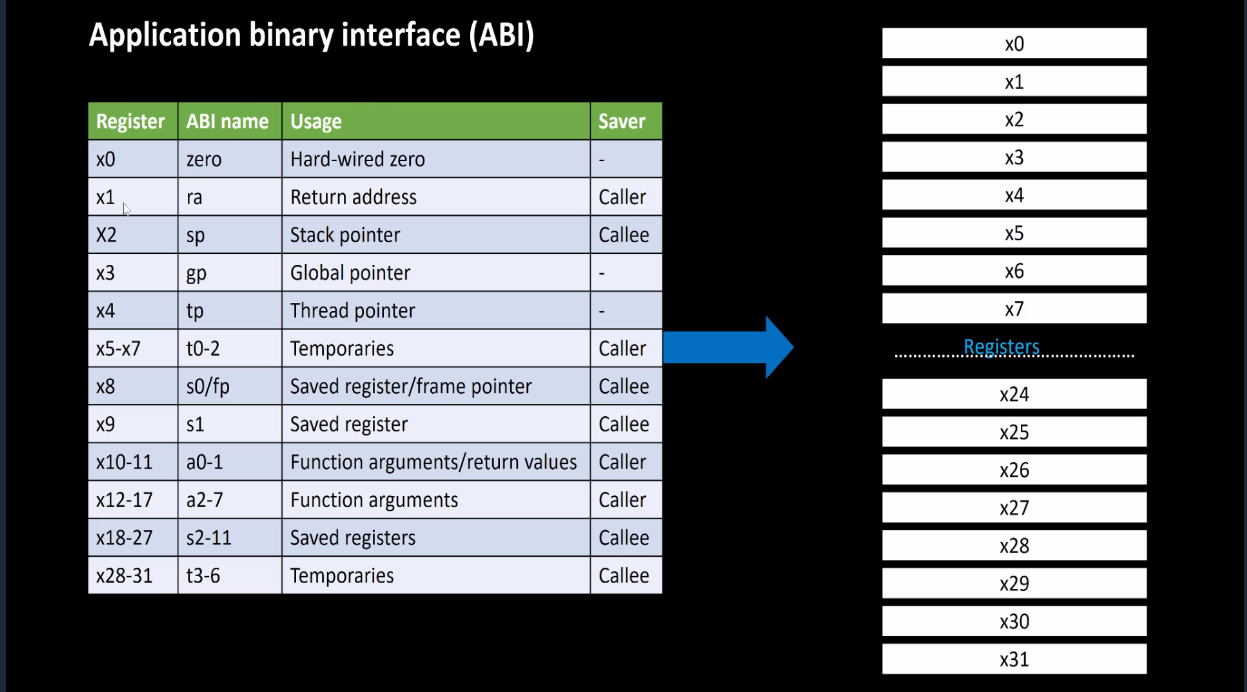 Application binary interface (ABI)
Register ABI name Usage Saver
x0 zero Hard-wired zero -
x1 ra Return address Caller
X2 sp Stack pointer Callee
x3 gp Global pointer -
x4 tp Thread pointer -
x5-x7 t0-2 Temporaries Caller
x8 s0/fp Saved register/frame pointer Callee
x9 s1 Saved register Callee
x10-11 a0-1 Function arguments/return values Caller
x12-17 a2-7 Function arguments Caller
x18-27 s2-11 Saved registers Callee
x28-31 t3-6 Temporaries Callee
x0
x1
x2
x3
x4
x5
x6
x7
Registers
x24
x25
x26
x27
x28
x29
x30
x31